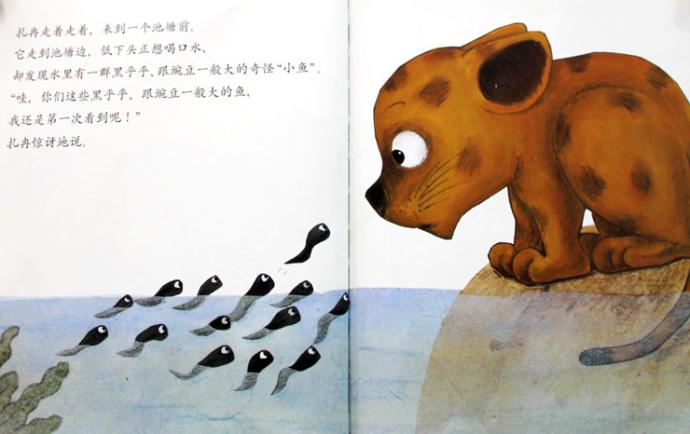 扎冉走着走着，来到一个池塘前。
它走到池塘边，低下头正想喝口水，
却发现水里有一群黑乎乎、跟豌豆一般大的奇怪“小鱼”。
“哇，你们这些黑乎乎、跟豌豆一般大的鱼，
我还是第一次看到呢！”
扎冉惊讶地说。